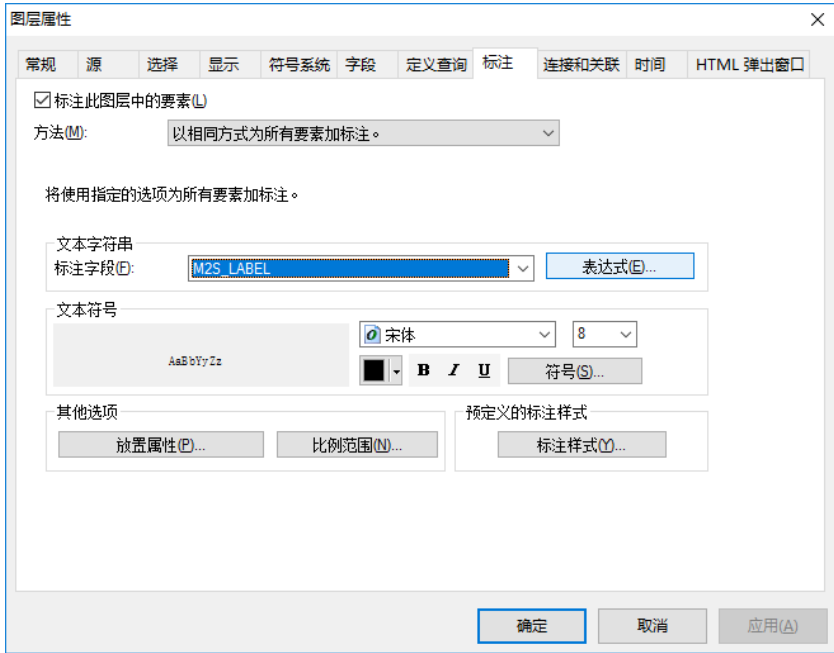 图层属性
常规 源 选择 显示 符号系统 字段 定义查询 标注 连接和关联 时间 HTML 弹出窗口
标注此图层中的要素(L)
方法(M): 以相同方式为所有要素加标注。
将使用指定的选项为所有要素加标注。
文本字符串
标注字段(F): M2S_LABEL 表达式(E)...
文本符号
AaBbYyZz
宋体 8
B I U 符号(S)...
其他选项 预定义的标注样式
放置属性(P)... 比例范围(N)... 标注样式(Y)...
确定 取消 应用(A)